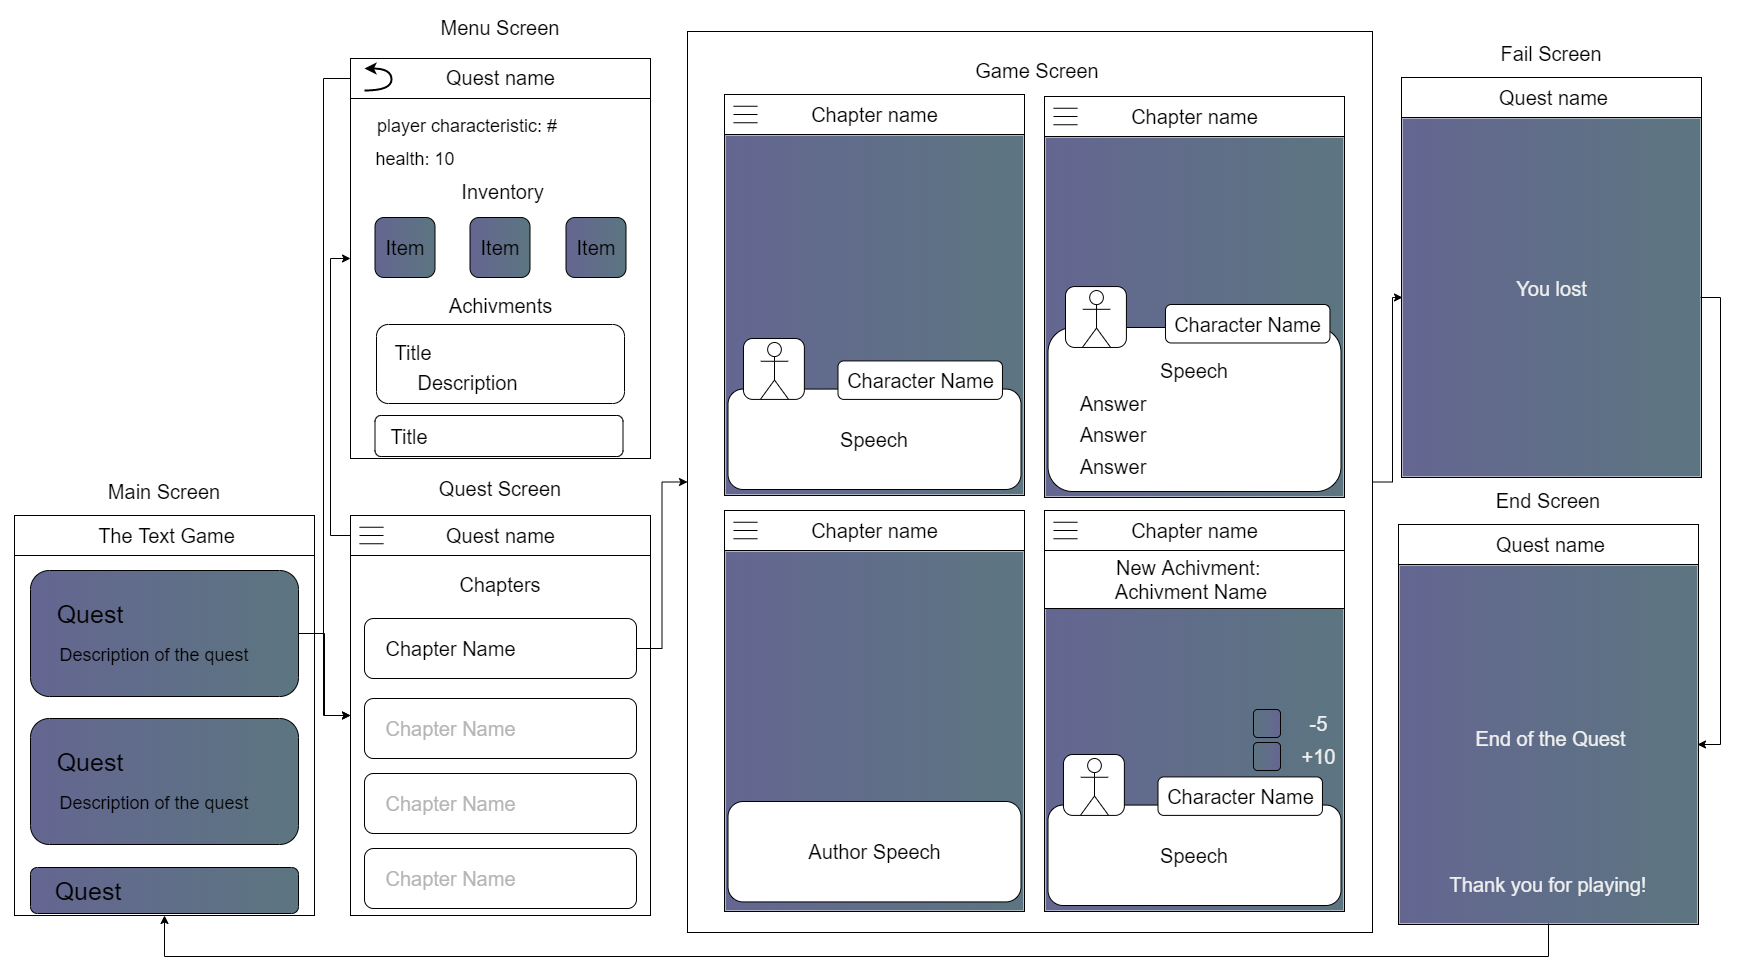 Menu Screen
Quest name
player characteristic: #
health: 10
Inventory
Item
Item
Item
Achivments
Title
Description
Title
Main Screen
The Text Game
Quest
Description of the quest
Quest
Description of the quest
Quest
Quest Screen
Quest name
Chapters
Chapter Name
Chapter Name
Chapter Name
Chapter Name
Game Screen
Chapter name
Character Name
Speech
Chapter name
Character Name
Speech
Answer
Answer
Answer
Chapter name
Author Speech
Chapter name
New Achivment:
Achivment Name
-5
+10
Character Name
Speech
Fail Screen
Quest name
You lost
End Screen
Quest name
End of the Quest
Thank you for playing!